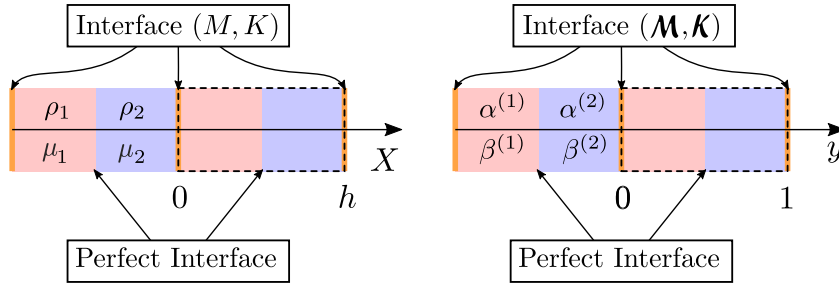 Interface (M, K)
ρ₁ ρ₂
μ₁ μ₂
X
0 h
Perfect Interface
Interface (𝓜, 𝓚)
α⁽¹⁾ α⁽²⁾
β⁽¹⁾ β⁽²⁾
y
0 1
Perfect Interface